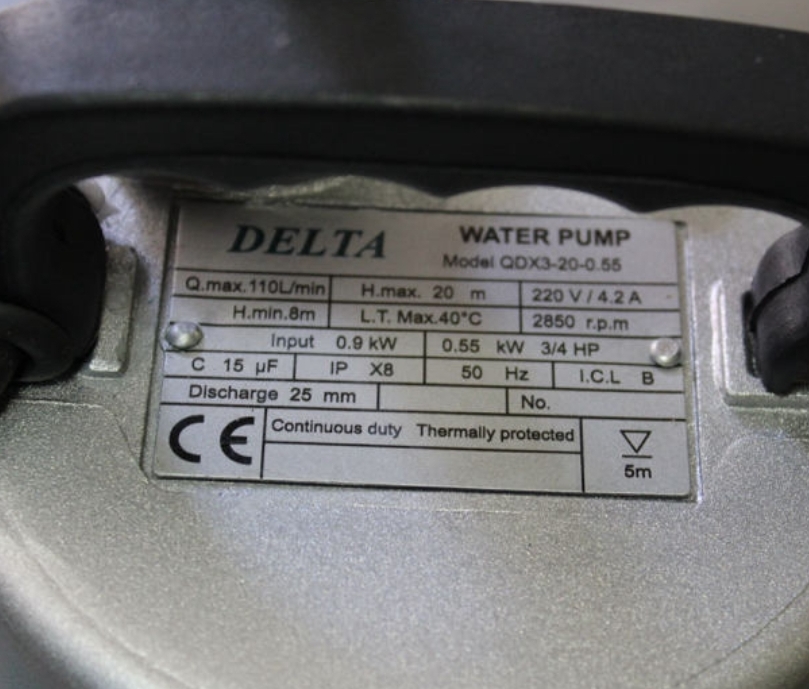 DELTA WATER PUMP
Model QDX3-20-0.55
Q.max.110L/min H.max. 20 m 220 V / 4.2 A
H.min.8m L.T. Max.40°C 2850 r.p.m
Input 0.9 kW 0.55 kW 3/4 HP
C 15 µF IP X8 50 Hz I.C.L B
Discharge 25 mm No.
CE Continuous duty Thermally protected
5m